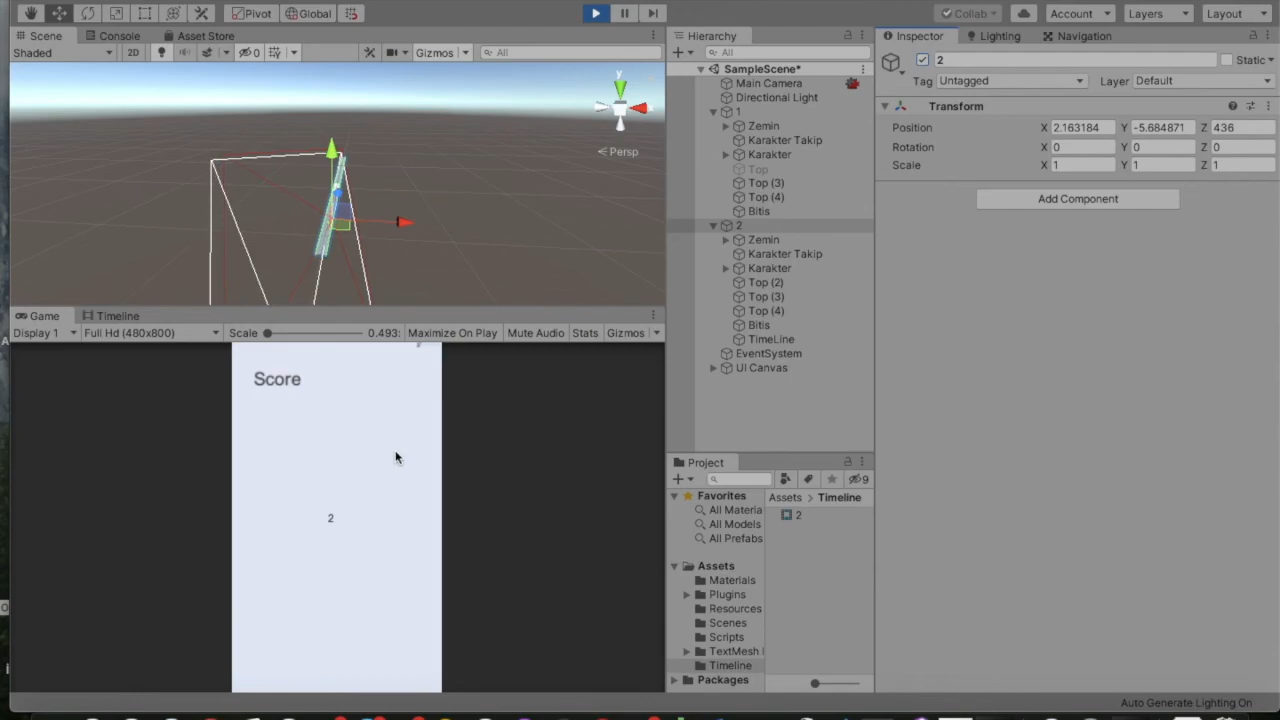 Pivot Global Collab Account Layers Layout
Scene Console Asset Store
Shaded 2D 0 Gizmos All
y
Persp
Game Timeline
Display 1 Full Hd (480x800) Scale 0.493: Maximize On Play Mute Audio Stats Gizmos
Score
2
Hierarchy
All
SampleScene*
Main Camera
Directional Light
1
Zemin
Karakter Takip
Karakter
Top
Top (3)
Top (4)
Bitis
2
Zemin
Karakter Takip
Karakter
Top (2)
Top (3)
Top (4)
Bitis
TimeLine
EventSystem
UI Canvas
Project
9
Favorites
All Materia
All Models
All Prefabs
Assets
Materials
Plugins
Resources
Scenes
Scripts
TextMesh
Timeline
Packages
Assets > Timeline
2
Inspector Lighting Navigation
2 Static
Tag Untagged Layer Default
Transform
Position X 2.163184 Y -5.684871 Z 436
Rotation X 0 Y 0 Z 0
Scale X 1 Y 1 Z 1
Add Component
Auto Generate Lighting On